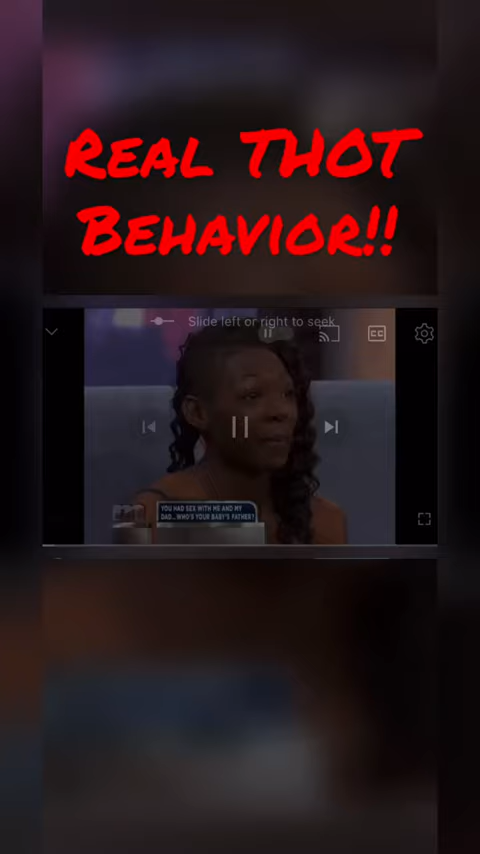 REAL THOT
BEHAVIOR!!
Slide left or right to seek
CC
YOU HAD SEX WITH ME AND MY
DAD...WHO'S YOUR BABY'S FATHER?